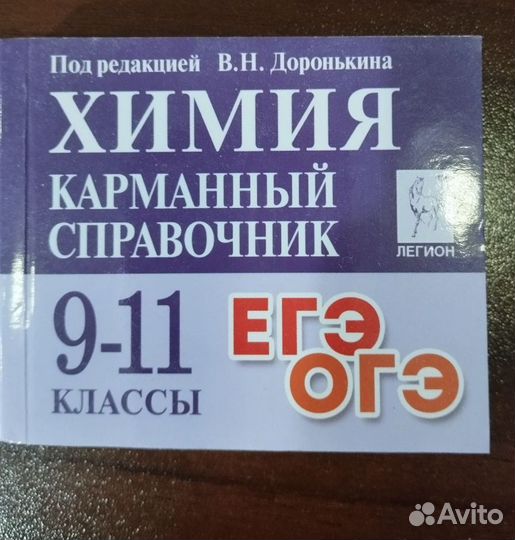 Под редакцией В.Н. Доронькина
ХИМИЯ
КАРМАННЫЙ
СПРАВОЧНИК
ЛЕГИОН
9-11
КЛАССЫ
ЕГЭ
ОГЭ
Avito